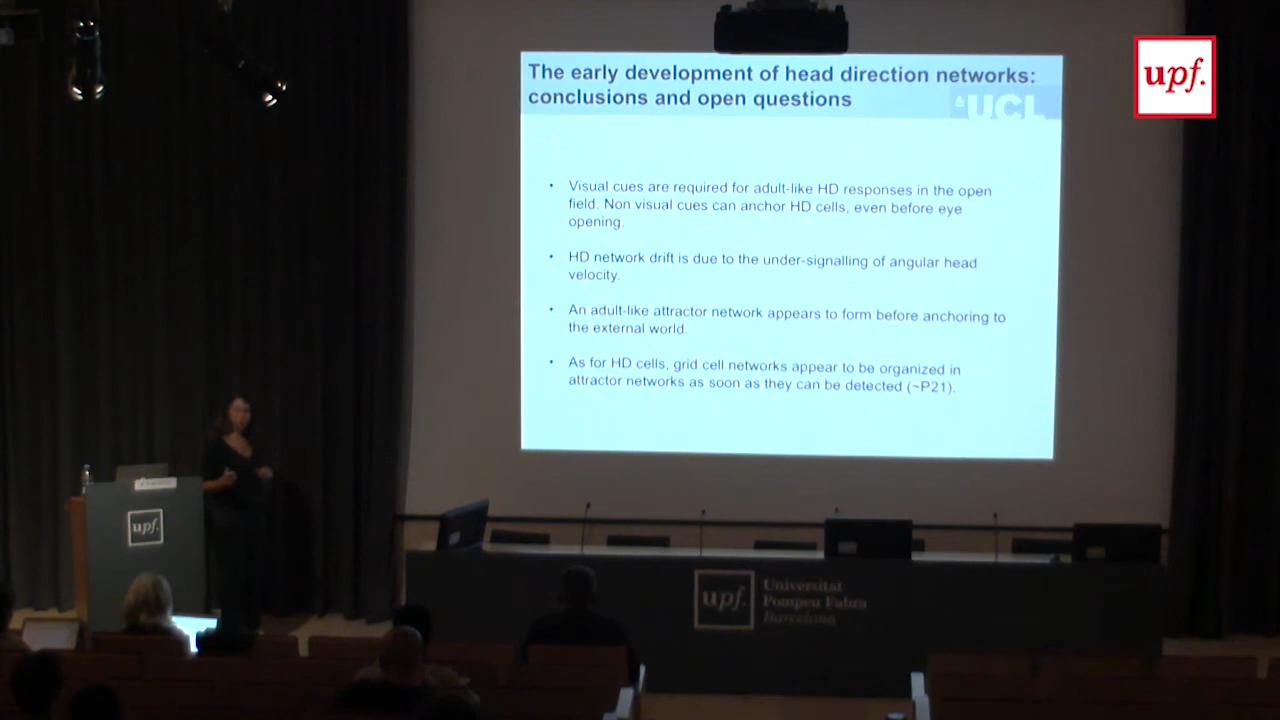 The early development of head direction networks:
conclusions and open questions
UCL
upf.
• Visual cues are required for adult-like HD responses in the open
field. Non visual cues can anchor HD cells, even before eye
opening.
• HD network drift is due to the under-signalling of angular head
velocity.
• An adult-like attractor network appears to form before anchoring to
the external world.
• As for HD cells, grid cell networks appear to be organized in
attractor networks as soon as they can be detected (~P21).
upf.
upf.
Universitat
Pompeu Fabra
Barcelona